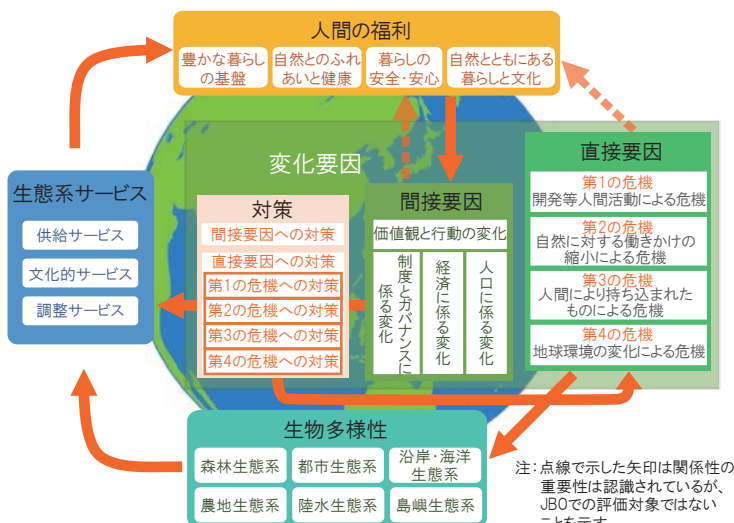 人間の福利
豊かな暮らし
の基盤
自然とのふれ
あいと健康
暮らしの
安全・安心
自然とともにある
暮らしと文化
変化要因
直接要因
第1の危機
開発等人間活動による危機
第2の危機
自然に対する働きかけの
縮小による危機
第3の危機
人間により持ち込まれた
ものによる危機
第4の危機
地球環境の変化による危機
生態系サービス
供給サービス
文化的サービス
調整サービス
対策
間接要因への対策
直接要因への対策
第1の危機への対策
第2の危機への対策
第3の危機への対策
第4の危機への対策
間接要因
価値観と行動の変化
制度とガバナンスに
係る変化
経済に係る変化
人口に係る変化
生物多様性
森林生態系
都市生態系
沿岸・海洋
生態系
農地生態系
陸水生態系
島嶼生態系
注：点線で示した矢印は関係性の
重要性は認識されているが、
JBOでの評価対象ではない
ことを示す